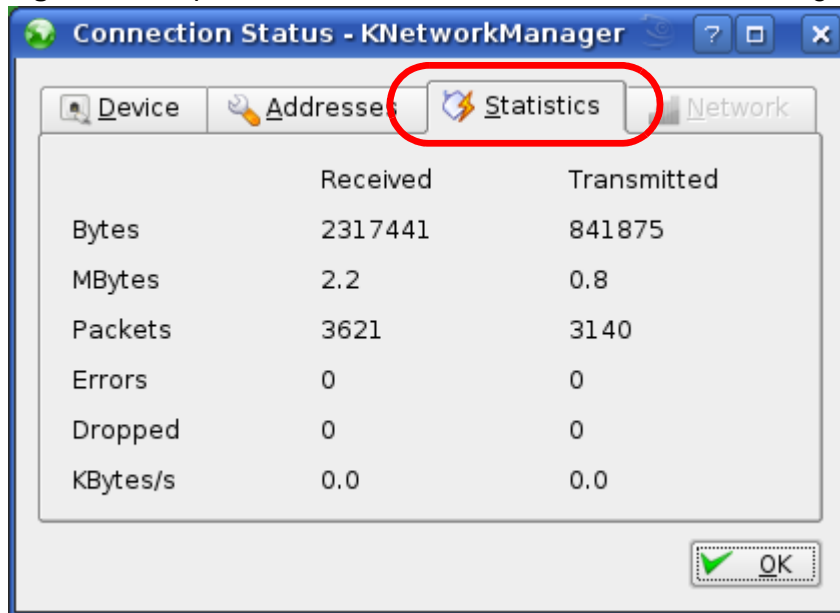 Connection Status - KNetworkManager
Device Addresses Statistics Network
Received Transmitted
Bytes 2317441 841875
MBytes 2.2 0.8
Packets 3621 3140
Errors 0 0
Dropped 0 0
KBytes/s 0.0 0.0
OK